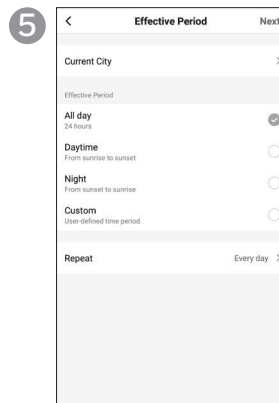 5
Effective Period
Next
Current City
Effective Period
All day
24 hours
Daytime
From sunrise to sunset
Night
From sunset to sunrise
Custom
User-defined time period
Repeat
Every day